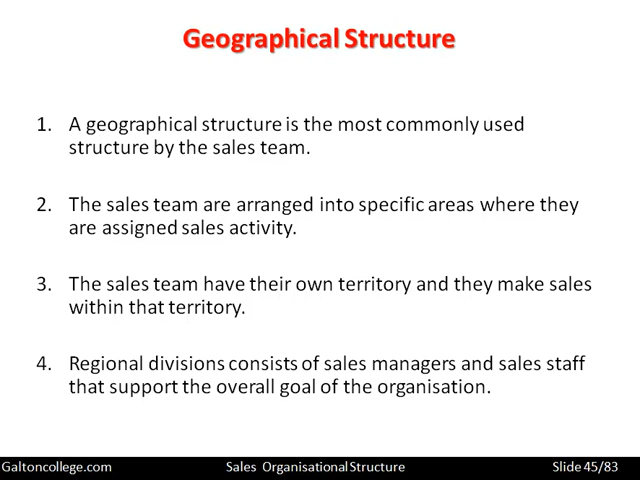 Geographical Structure
1. A geographical structure is the most commonly used
structure by the sales team.
2. The sales team are arranged into specific areas where they
are assigned sales activity.
3. The sales team have their own territory and they make sales
within that territory.
4. Regional divisions consists of sales managers and sales staff
that support the overall goal of the organisation.
Galtoncollege.com Sales Organisational Structure Slide 45/83